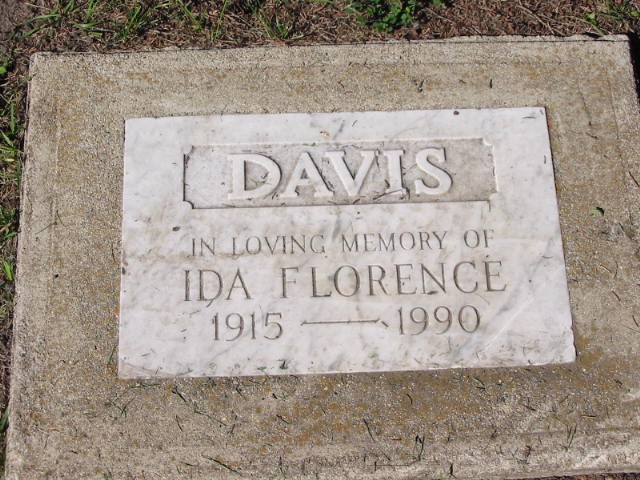 DAVIS
IN LOVING MEMORY OF
IDA FLORENCE
1915 — 1990